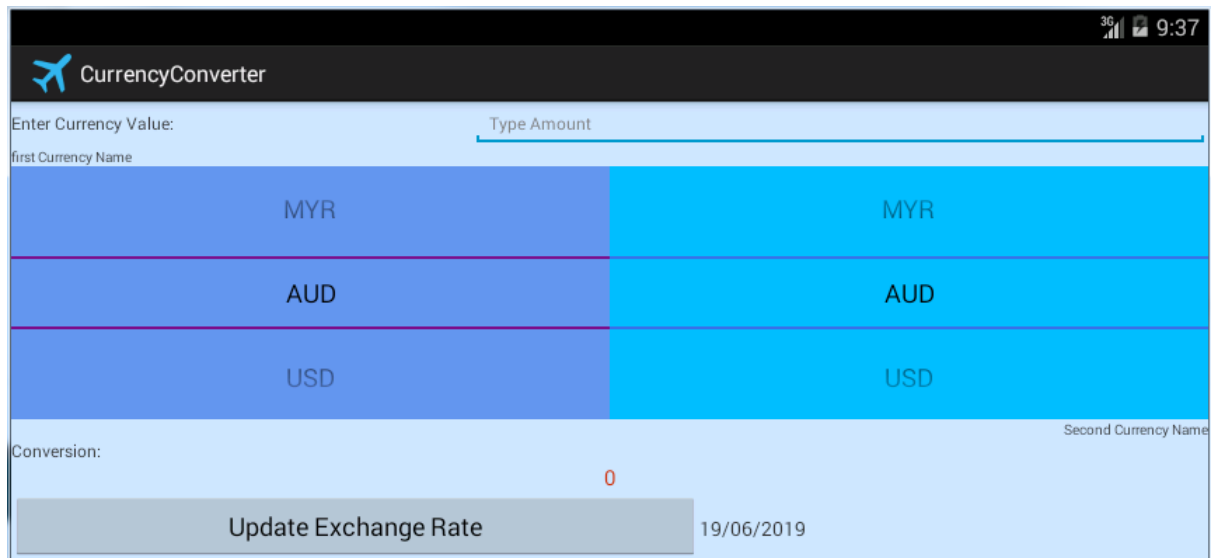 3G 9:37
CurrencyConverter
Enter Currency Value: Type Amount
first Currency Name
MYR MYR
AUD AUD
USD USD
Second Currency Name
Conversion:
0
Update Exchange Rate 19/06/2019